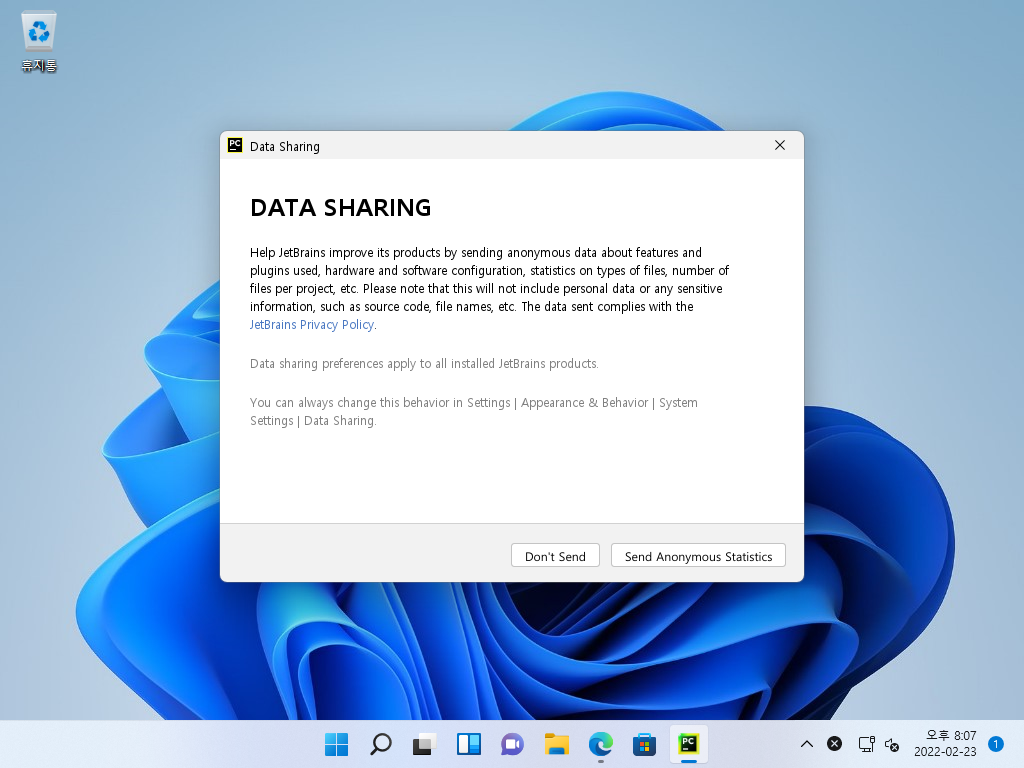 휴지통
PC Data Sharing
DATA SHARING
Help JetBrains improve its products by sending anonymous data about features and
plugins used, hardware and software configuration, statistics on types of files, number of
files per project, etc. Please note that this will not include personal data or any sensitive
information, such as source code, file names, etc. The data sent complies with the
JetBrains Privacy Policy.
Data sharing preferences apply to all installed JetBrains products.
You can always change this behavior in Settings | Appearance & Behavior | System
Settings | Data Sharing.
Don't Send Send Anonymous Statistics
PC
오후 8:07
2022-02-23
1